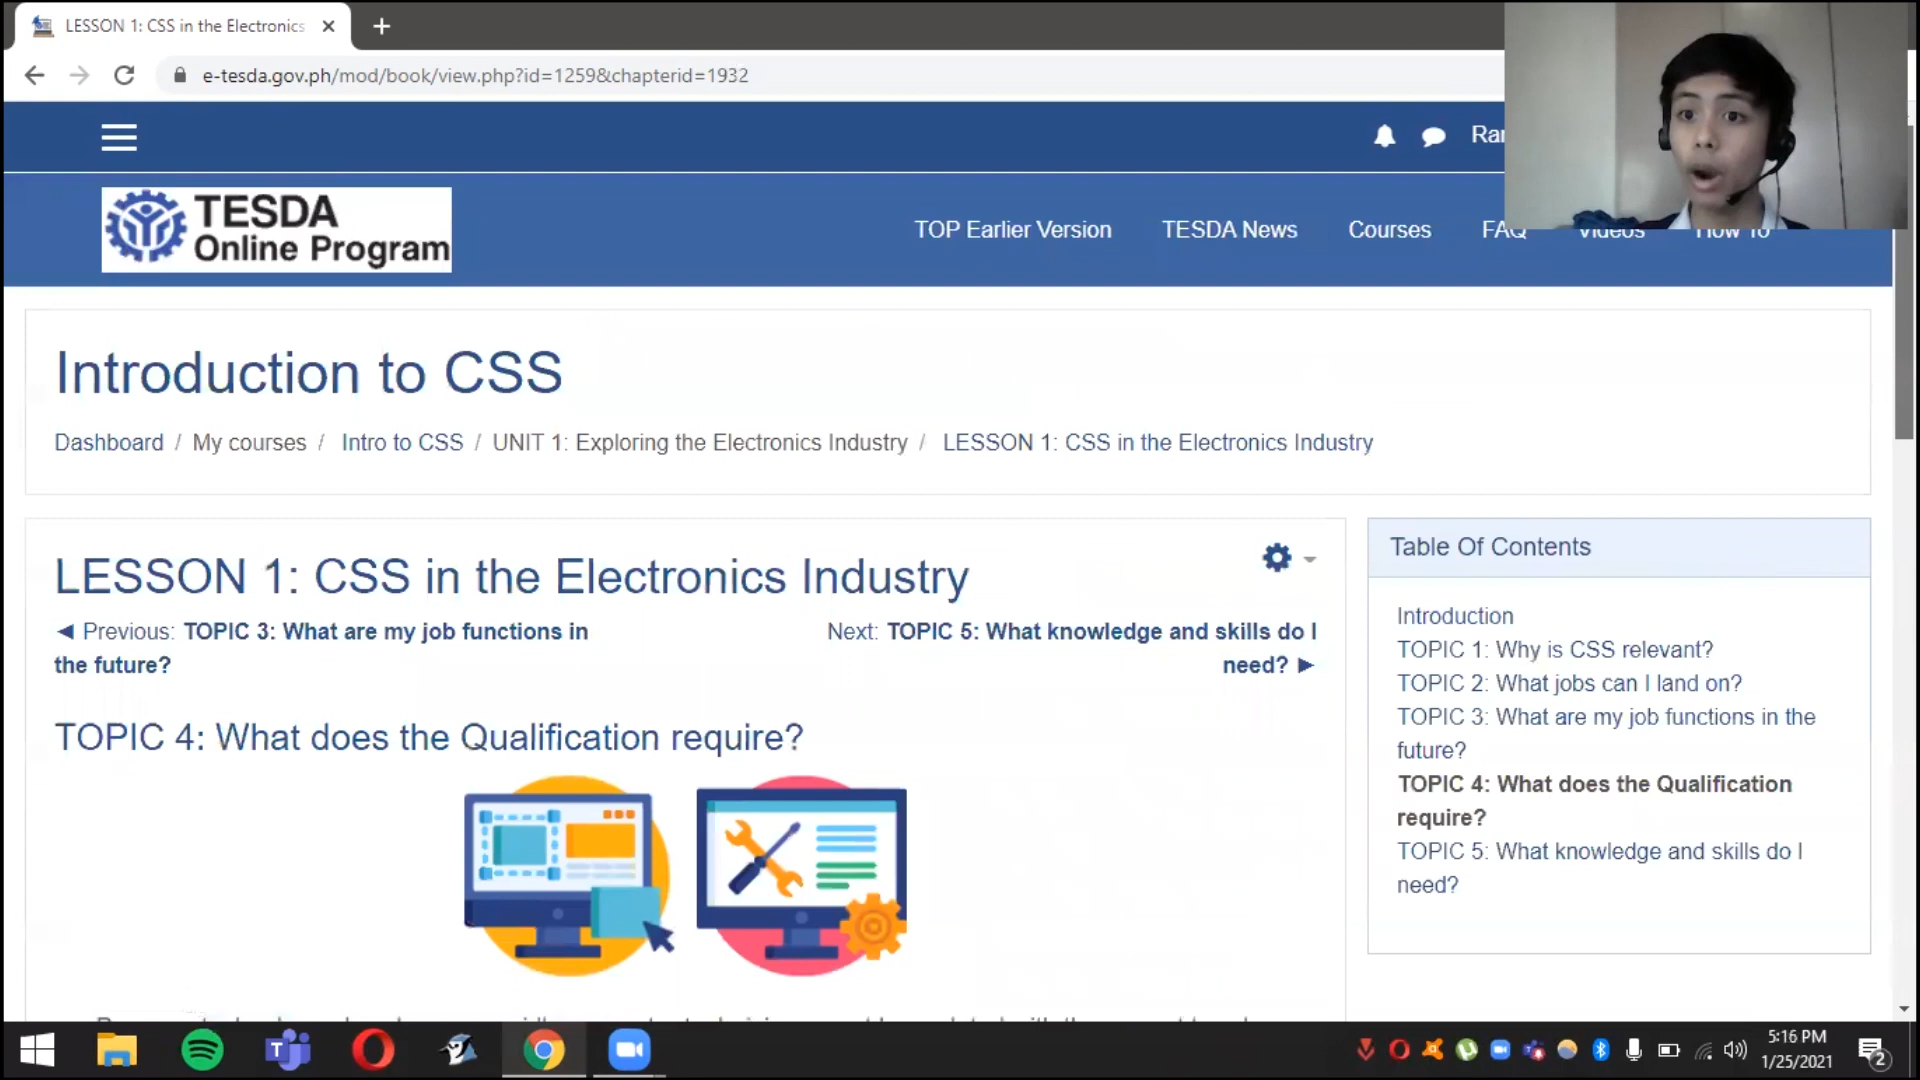 LESSON 1: CSS in the Electronics
e-tesda.gov.ph/mod/book/view.php?id=1259&chapterid=1932
TESDA
Online Program
TOP Earlier Version
TESDA News
Courses
FAQ
Videos
How To
Introduction to CSS
Dashboard / My courses / Intro to CSS / UNIT 1: Exploring the Electronics Industry / LESSON 1: CSS in the Electronics Industry
LESSON 1: CSS in the Electronics Industry
◄ Previous: TOPIC 3: What are my job functions in
the future?
Next: TOPIC 5: What knowledge and skills do I
need? ►
TOPIC 4: What does the Qualification require?
Table Of Contents
Introduction
TOPIC 1: Why is CSS relevant?
TOPIC 2: What jobs can I land on?
TOPIC 3: What are my job functions in the
future?
TOPIC 4: What does the Qualification
require?
TOPIC 5: What knowledge and skills do I
need?
5:16 PM
1/25/2021
2